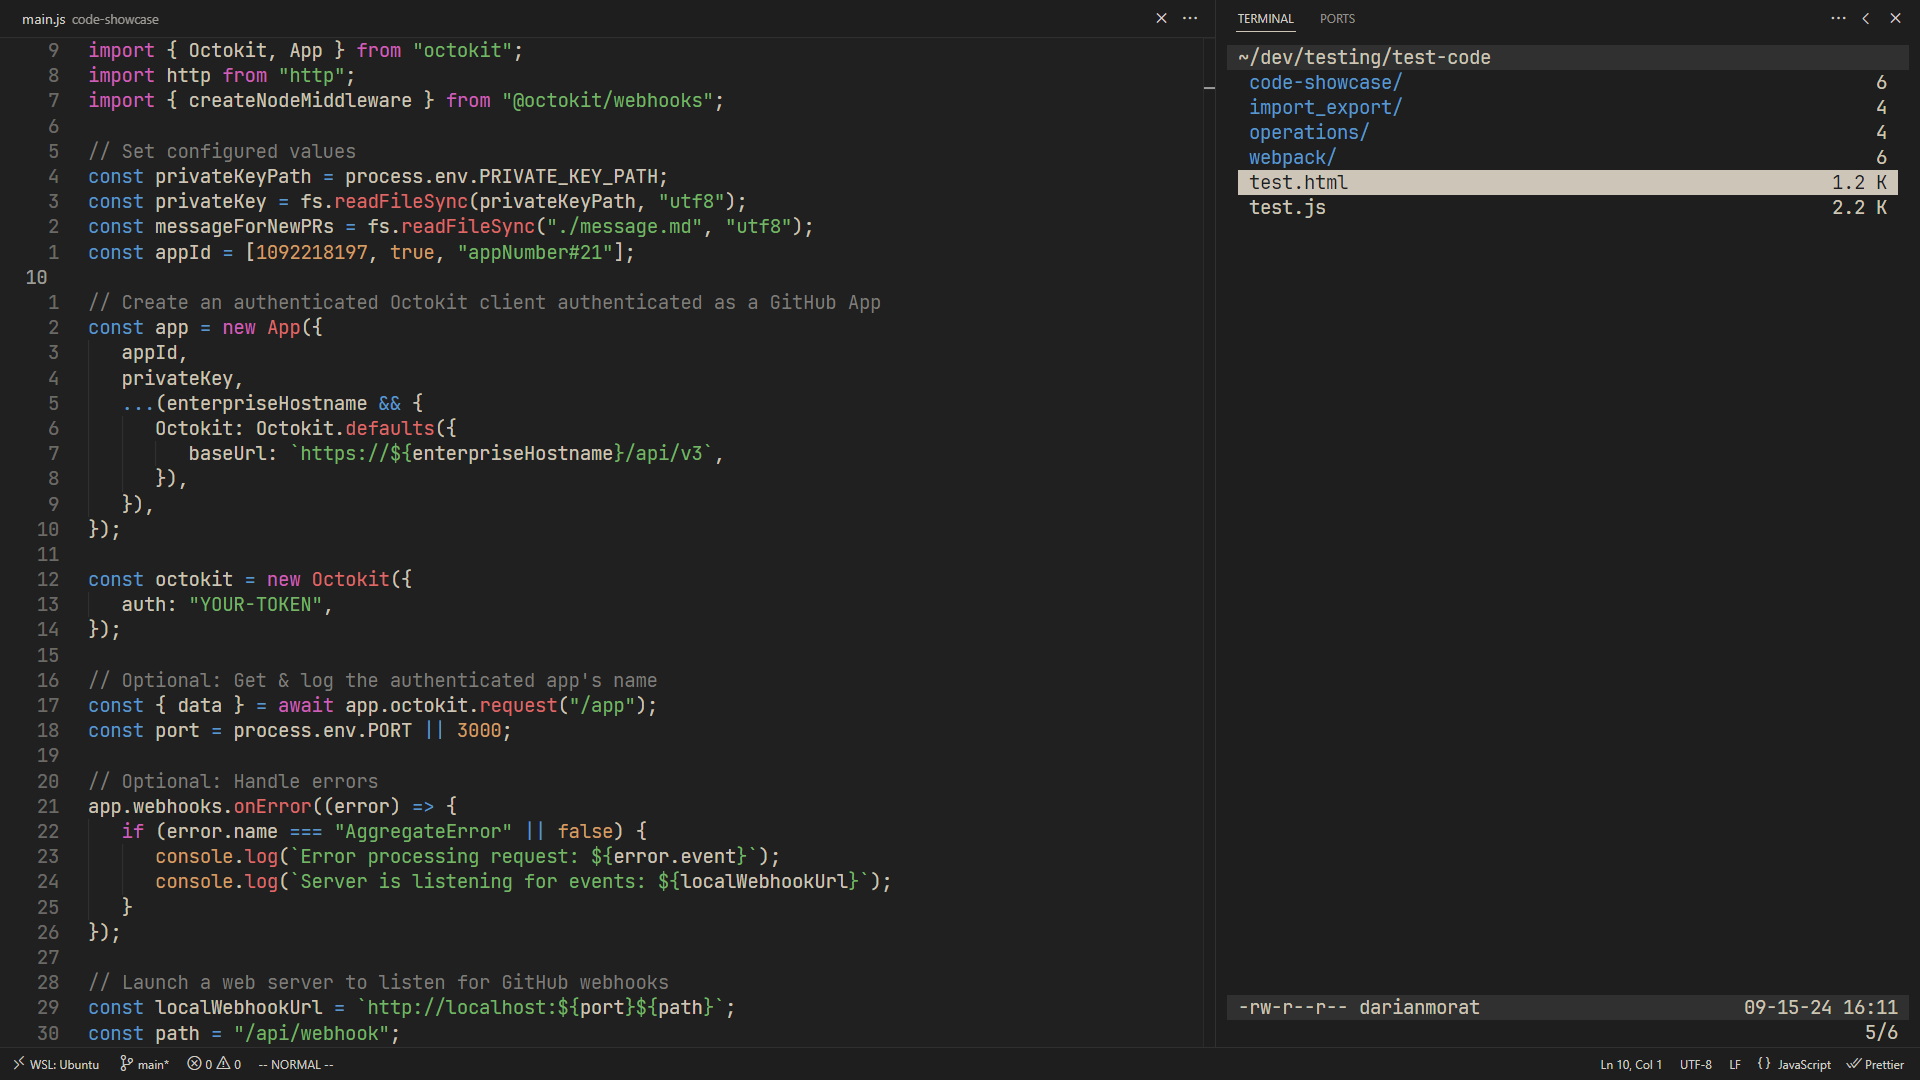 main.js code-showcase
9 import { Octokit, App } from "octokit";
8 import http from "http";
7 import { createNodeMiddleware } from "@octokit/webhooks";
6
5 // Set configured values
4 const privateKeyPath = process.env.PRIVATE_KEY_PATH;
3 const privateKey = fs.readFileSync(privateKeyPath, "utf8");
2 const messageForNewPRs = fs.readFileSync("./message.md", "utf8");
1 const appId = [1092218197, true, "appNumber#21"];
10
1 // Create an authenticated Octokit client authenticated as a GitHub App
2 const app = new App({
3 appId,
4 privateKey,
5 ...(enterpriseHostname && {
6 Octokit: Octokit.defaults({
7 baseUrl: `https://${enterpriseHostname}/api/v3`,
8 }),
9 }),
10 });
11
12 const octokit = new Octokit({
13 auth: "YOUR-TOKEN",
14 });
15
16 // Optional: Get & log the authenticated app's name
17 const { data } = await app.octokit.request("/app");
18 const port = process.env.PORT || 3000;
19
20 // Optional: Handle errors
21 app.webhooks.onError((error) => {
22 if (error.name === "AggregateError" || false) {
23 console.log(`Error processing request: ${error.event}`);
24 console.log(`Server is listening for events: ${localWebhookUrl}`);
25 }
26 });
27
28 // Launch a web server to listen for GitHub webhooks
29 const localWebhookUrl = `http://localhost:${port}${path}`;
30 const path = "/api/webhook";
TERMINAL PORTS
~/dev/testing/test-code
code-showcase/ 6
import_export/ 4
operations/ 4
webpack/ 6
test.html 1.2 K
test.js 2.2 K
-rw-r--r-- darianmorat 09-15-24 16:11
5/6
WSL: Ubuntu main* 0 0 -- NORMAL -- Ln 10, Col 1 UTF-8 LF {} JavaScript Prettier